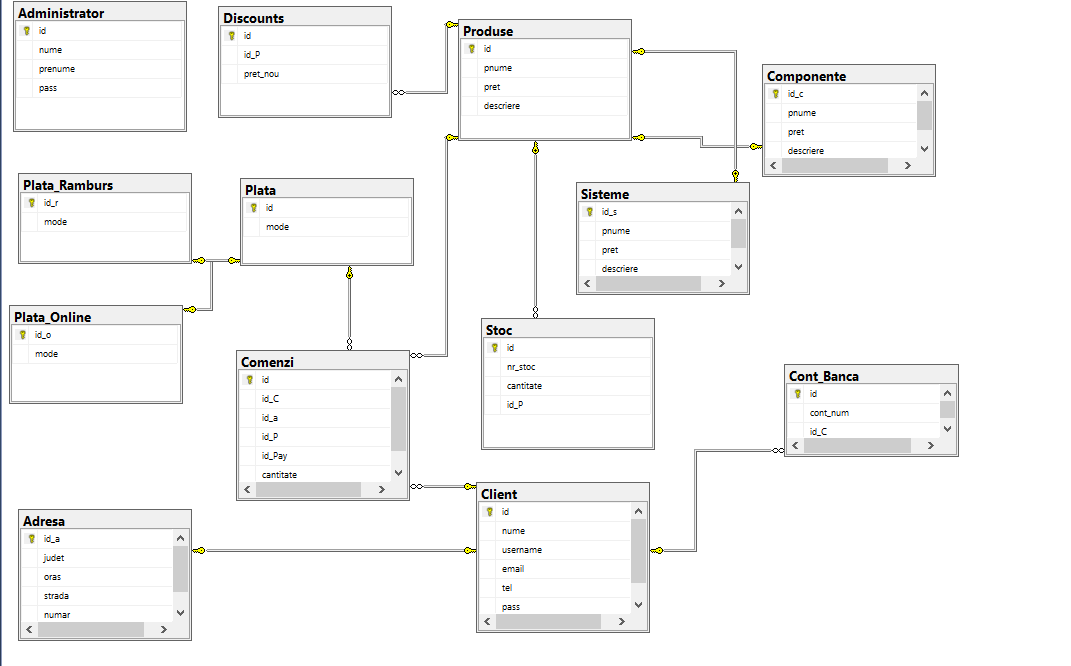 Administrator
id
nume
prenume
pass
Discounts
id
id_P
pret_nou
Produse
id
pnume
pret
descriere
Componente
id_c
pnume
pret
descriere
Plata_Ramburs
id_r
mode
Plata
id
mode
Sisteme
id_s
pnume
pret
descriere
Plata_Online
id_o
mode
Comenzi
id
id_C
id_a
id_P
id_Pay
cantitate
Stoc
id
nr_stoc
cantitate
id_P
Cont_Banca
id
cont_num
id_C
Adresa
id_a
judet
oras
strada
numar
Client
id
nume
username
email
tel
pass